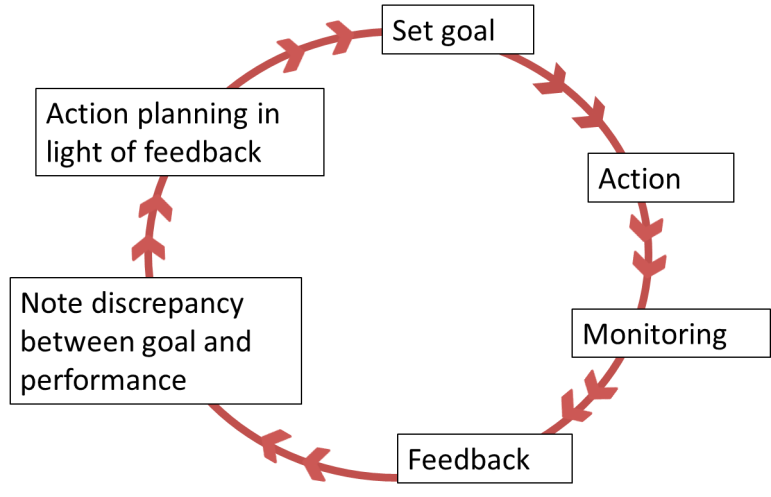 Set goal
Action
Monitoring
Feedback
Note discrepancy
between goal and
performance
Action planning in
light of feedback